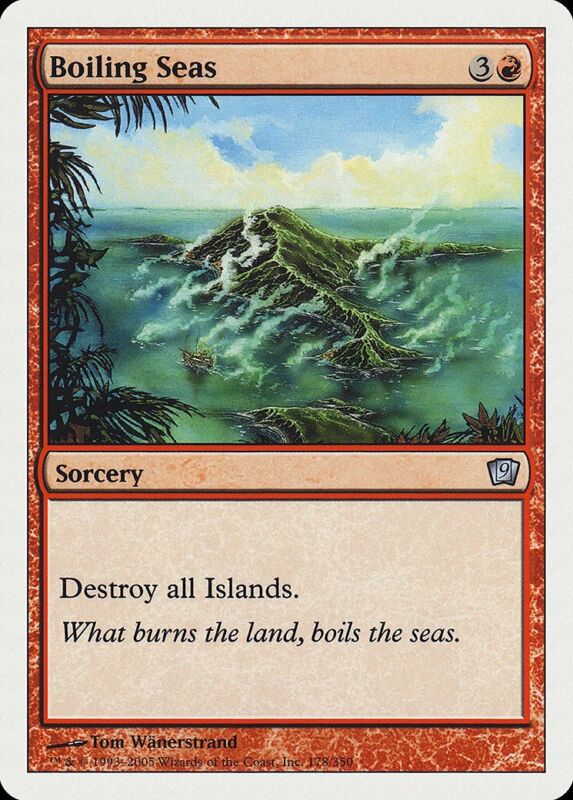 Boiling Seas 3
Sorcery 9
Destroy all Islands.
What burns the land, boils the seas.
Tom Wänerstrand
™ & © 1993–2005 Wizards of the Coast, Inc. 178/350